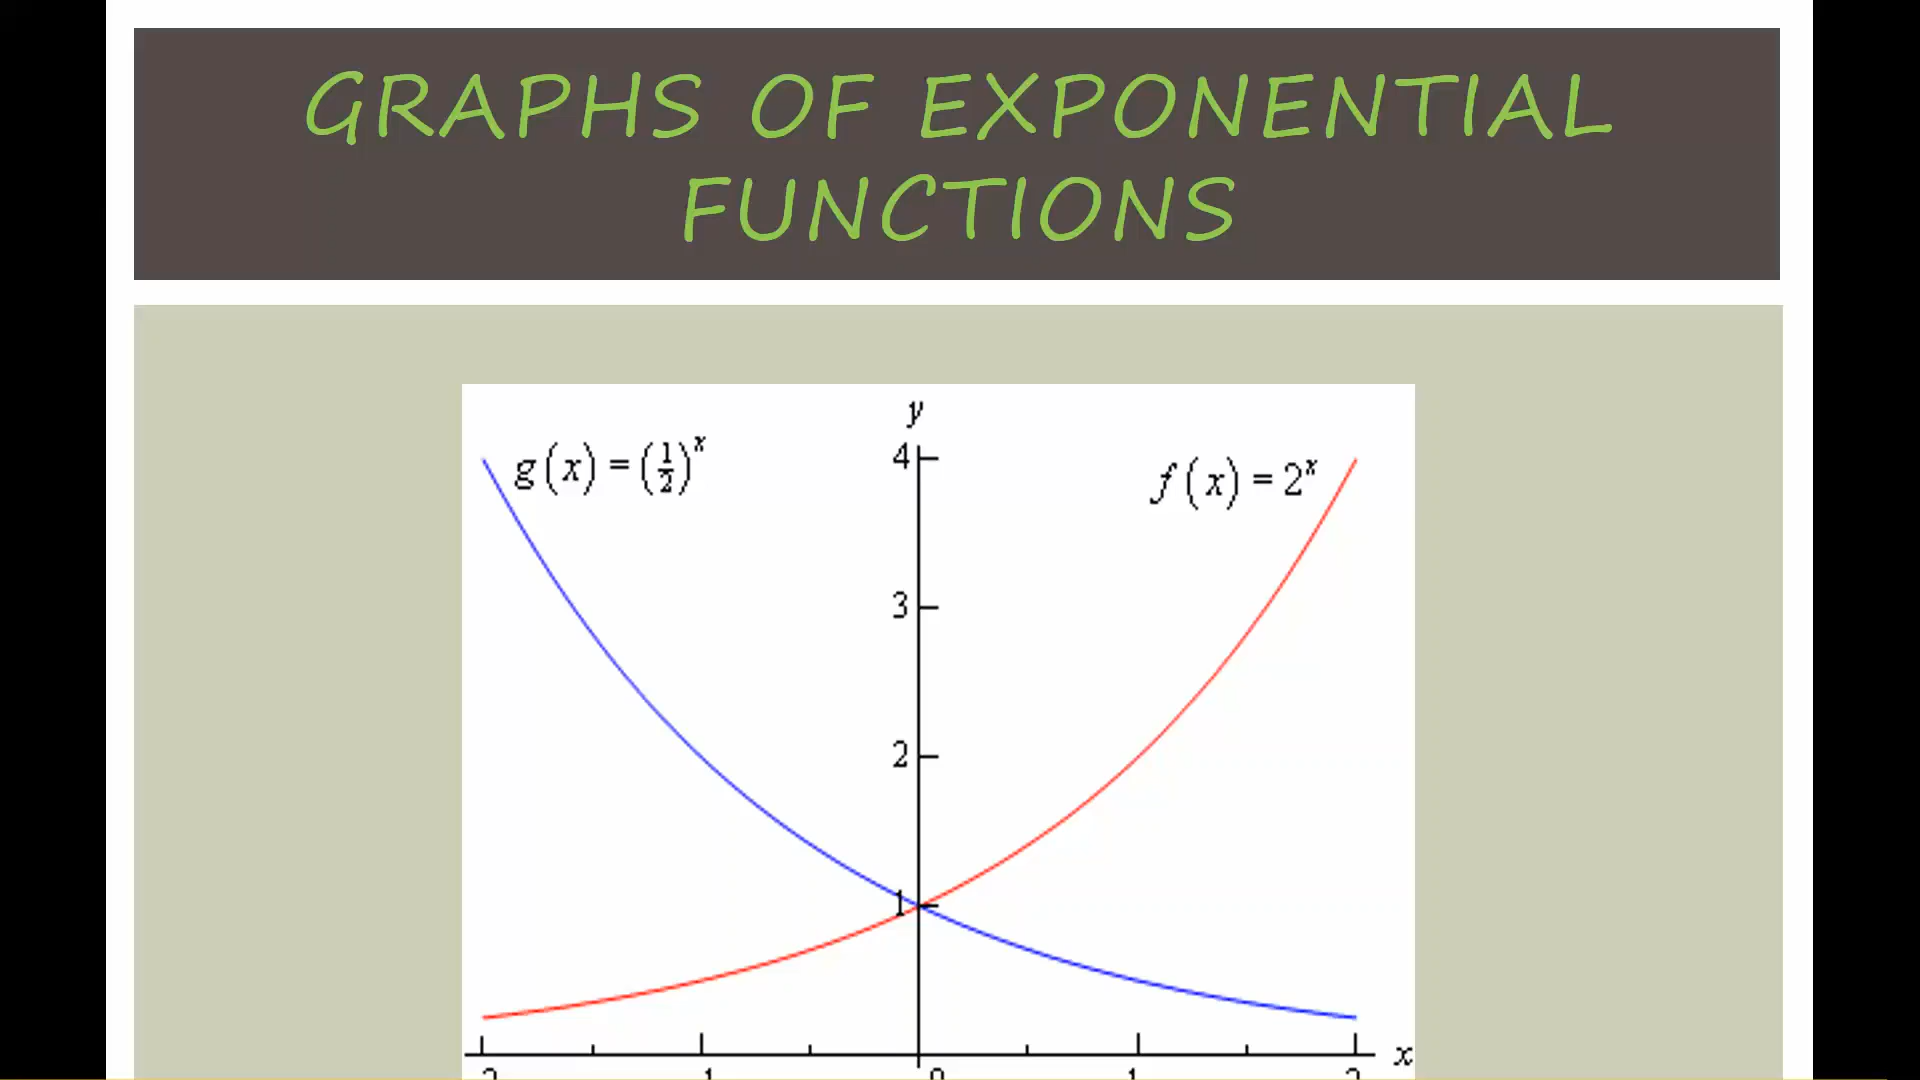 GRAPHS OF EXPONENTIAL
FUNCTIONS
y
g(x) = (1/2)^x
f(x) = 2^x
4
3
2
1
x